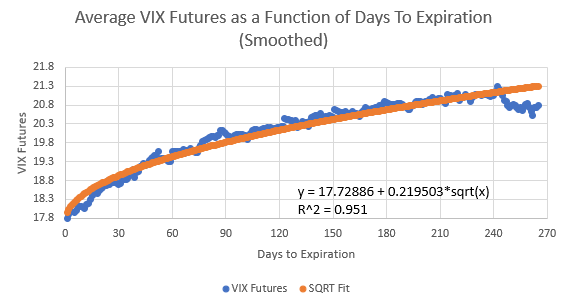 Average VIX Futures as a Function of Days To Expiration
(Smoothed)
21.8
21.3
20.8
20.3
19.8
19.3
18.8
18.3
17.8
VIX Futures
y = 17.72886 + 0.219503*sqrt(x)
R^2 = 0.951
0 30 60 90 120 150 180 210 240 270
Days to Expiration
VIX Futures SQRT Fit